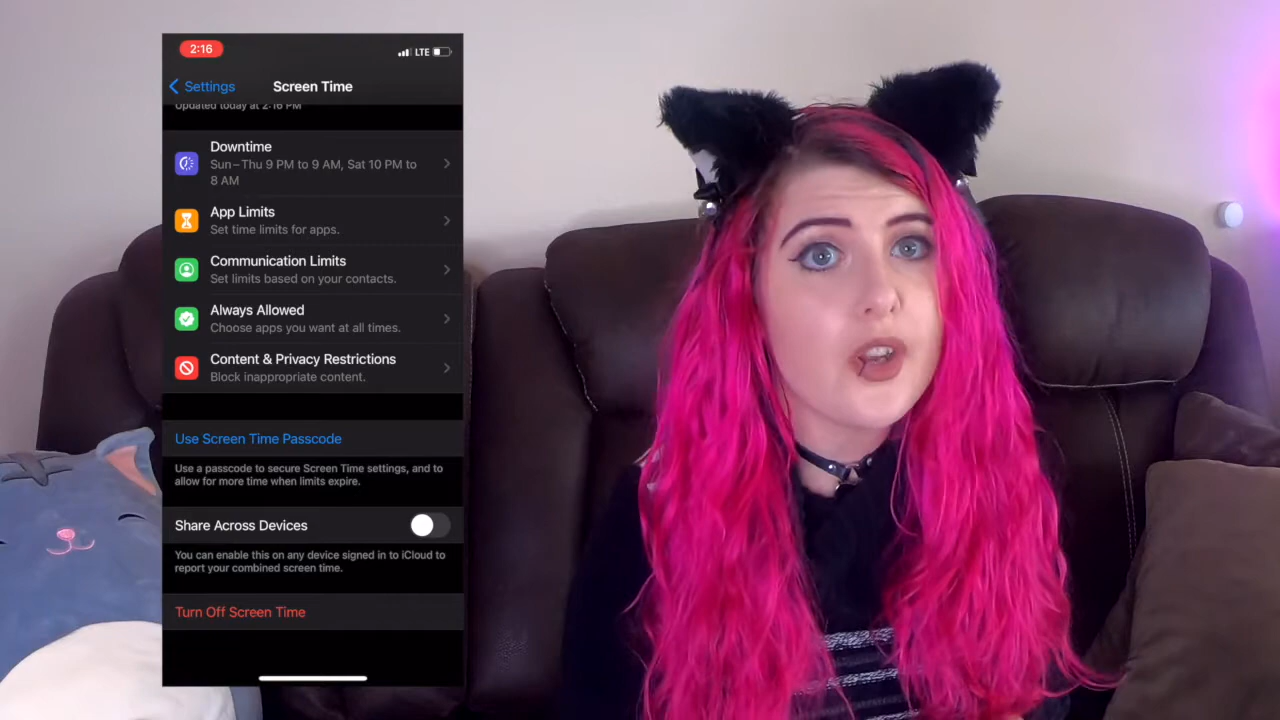 2:16
LTE
Settings
Screen Time
Updated today at 2:16 PM
Downtime
Sun–Thu 9 PM to 9 AM, Sat 10 PM to
8 AM
App Limits
Set time limits for apps.
Communication Limits
Set limits based on your contacts.
Always Allowed
Choose apps you want at all times.
Content & Privacy Restrictions
Block inappropriate content.
Use Screen Time Passcode
Use a passcode to secure Screen Time settings, and to
allow for more time when limits expire.
Share Across Devices
You can enable this on any device signed in to iCloud to
report your combined screen time.
Turn Off Screen Time